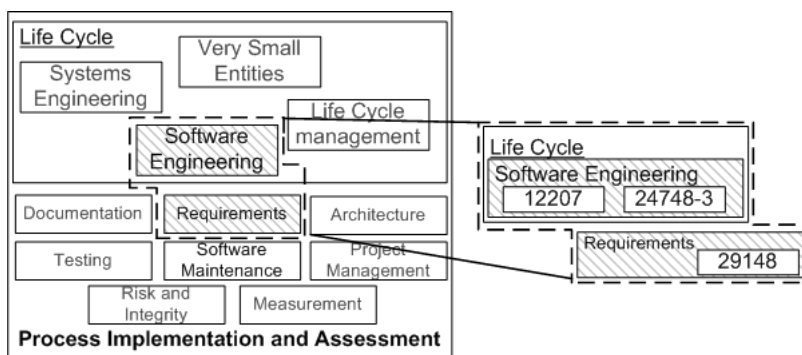 Life Cycle
Very Small
Entities
Systems
Engineering
Life Cycle
management
Software
Engineering
Documentation
Requirements
Architecture
Testing
Software
Maintenance
Project
Management
Risk and
Integrity
Measurement
Process Implementation and Assessment
Life Cycle
Software Engineering
12207
24748-3
Requirements
29148